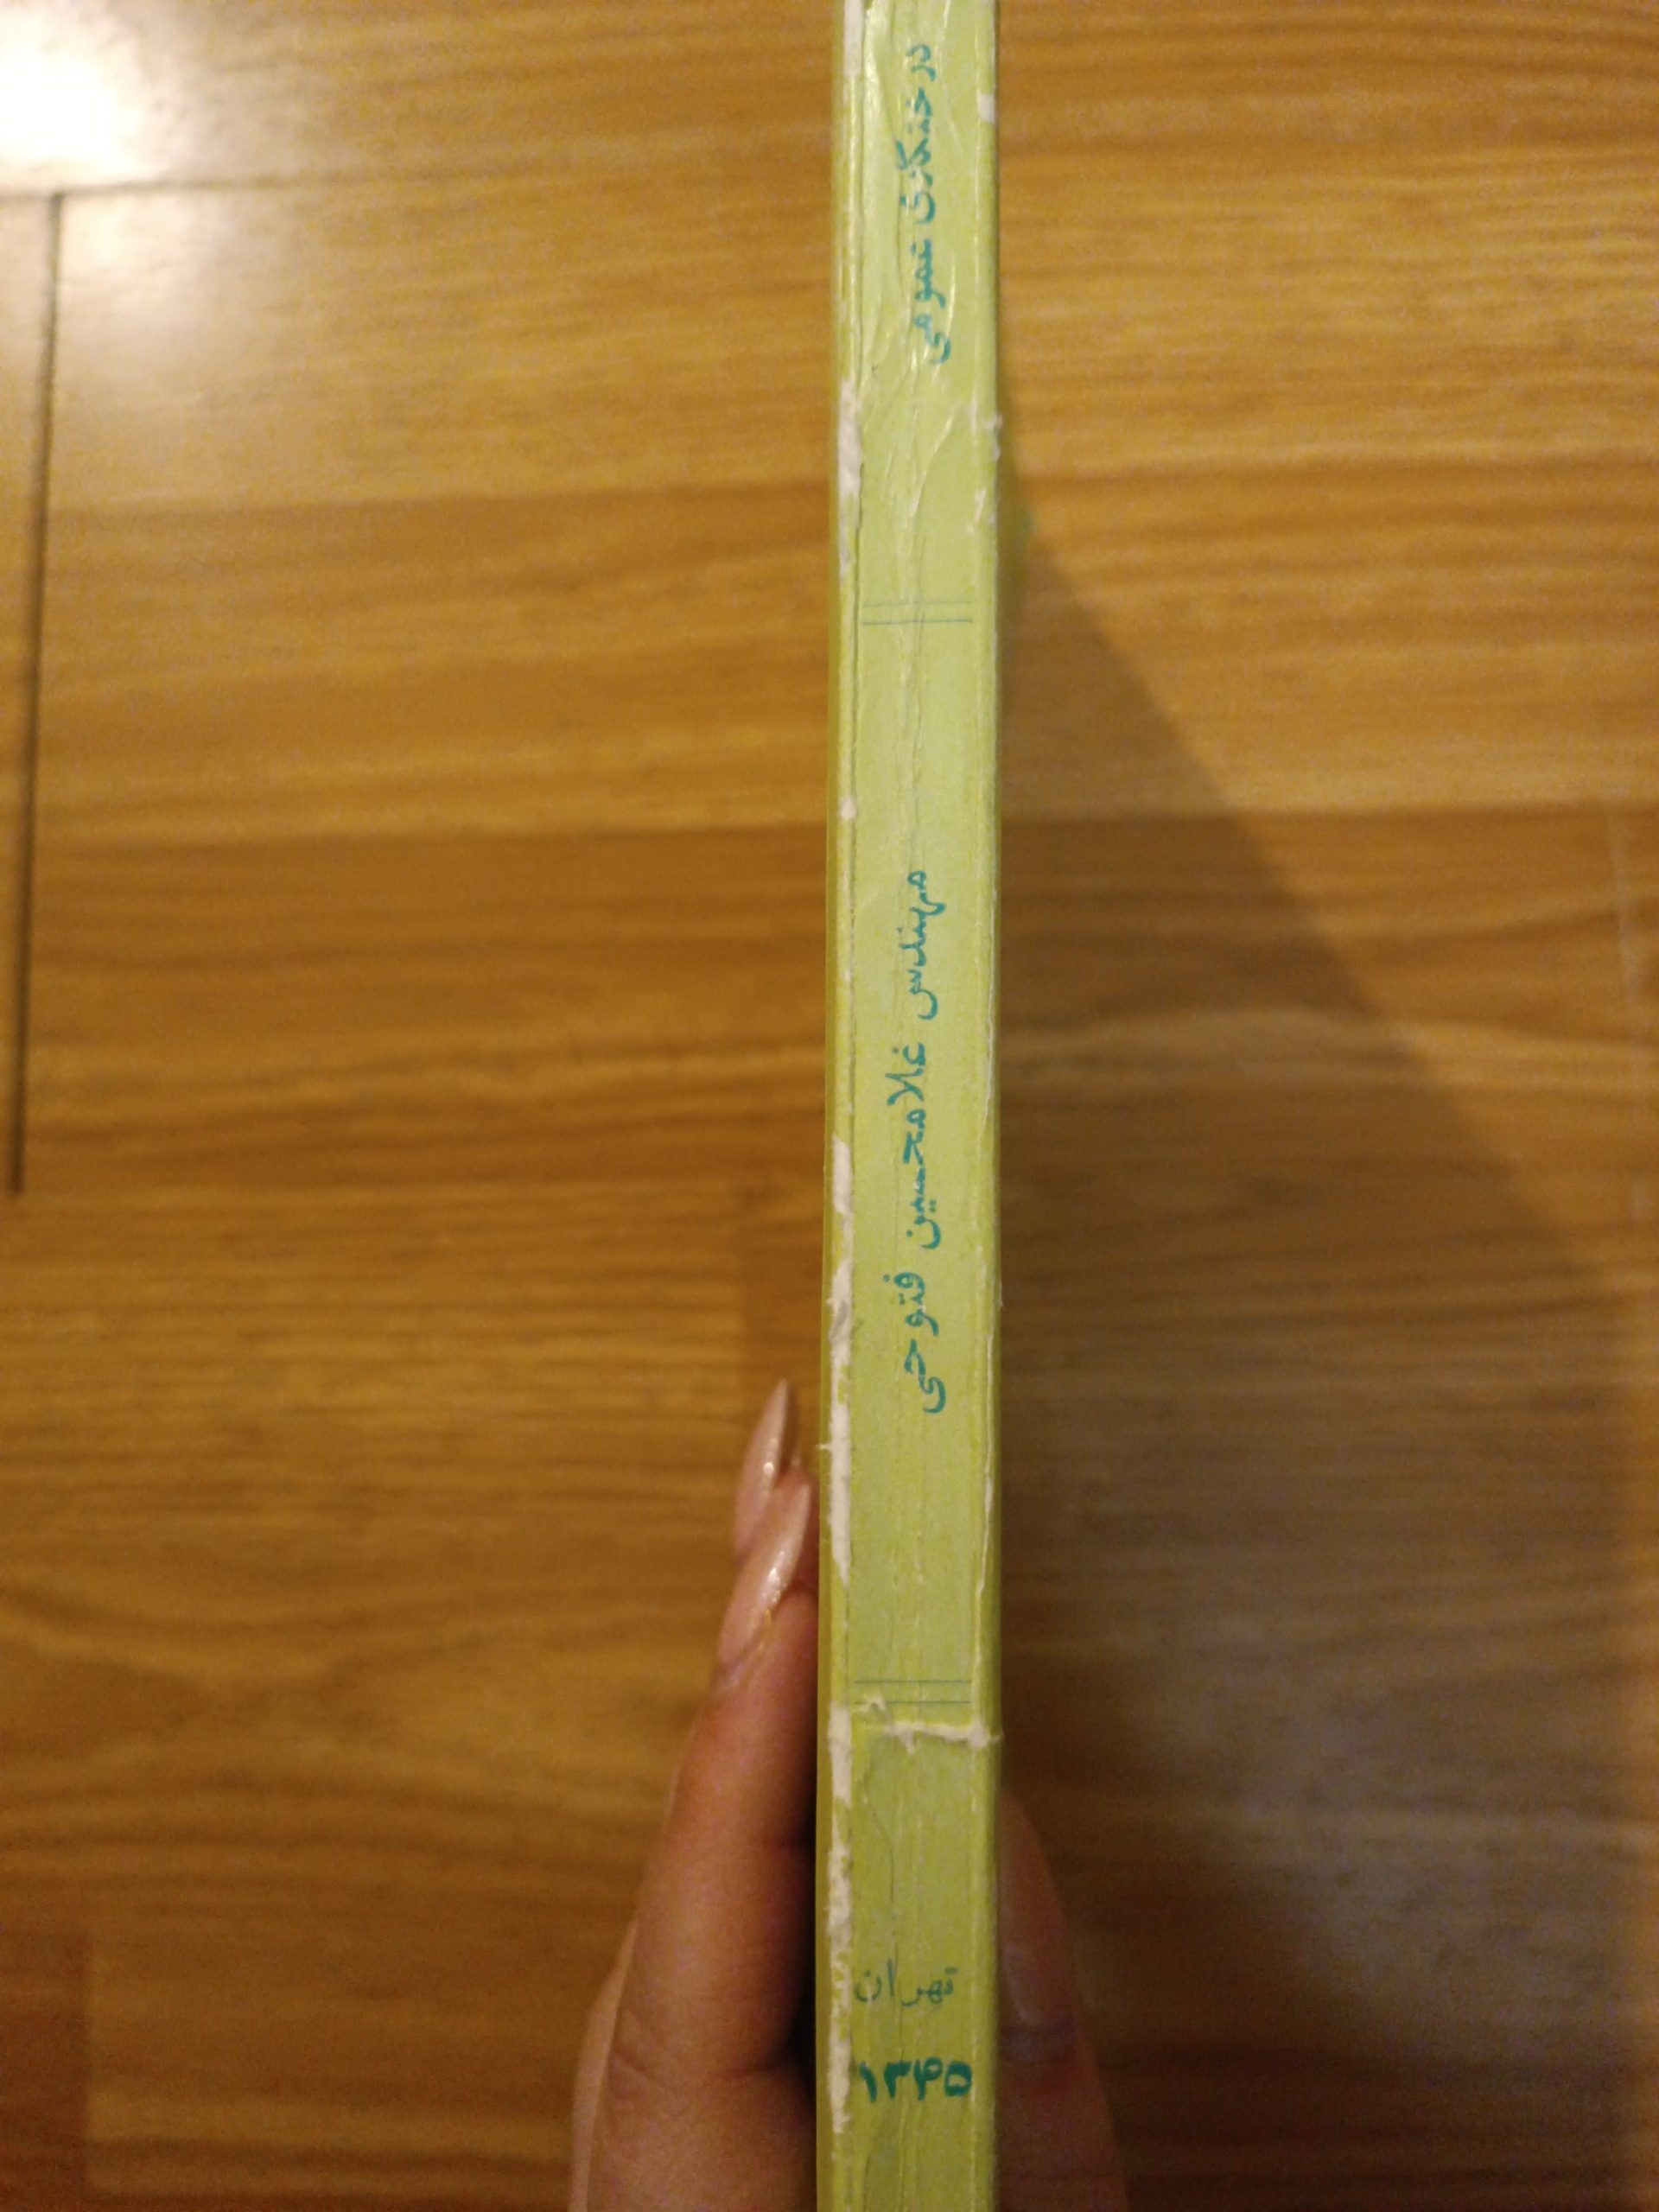 درختکاری عمومی
مهندس غلامحسین فتوحی
تهران
۱۳۴۵